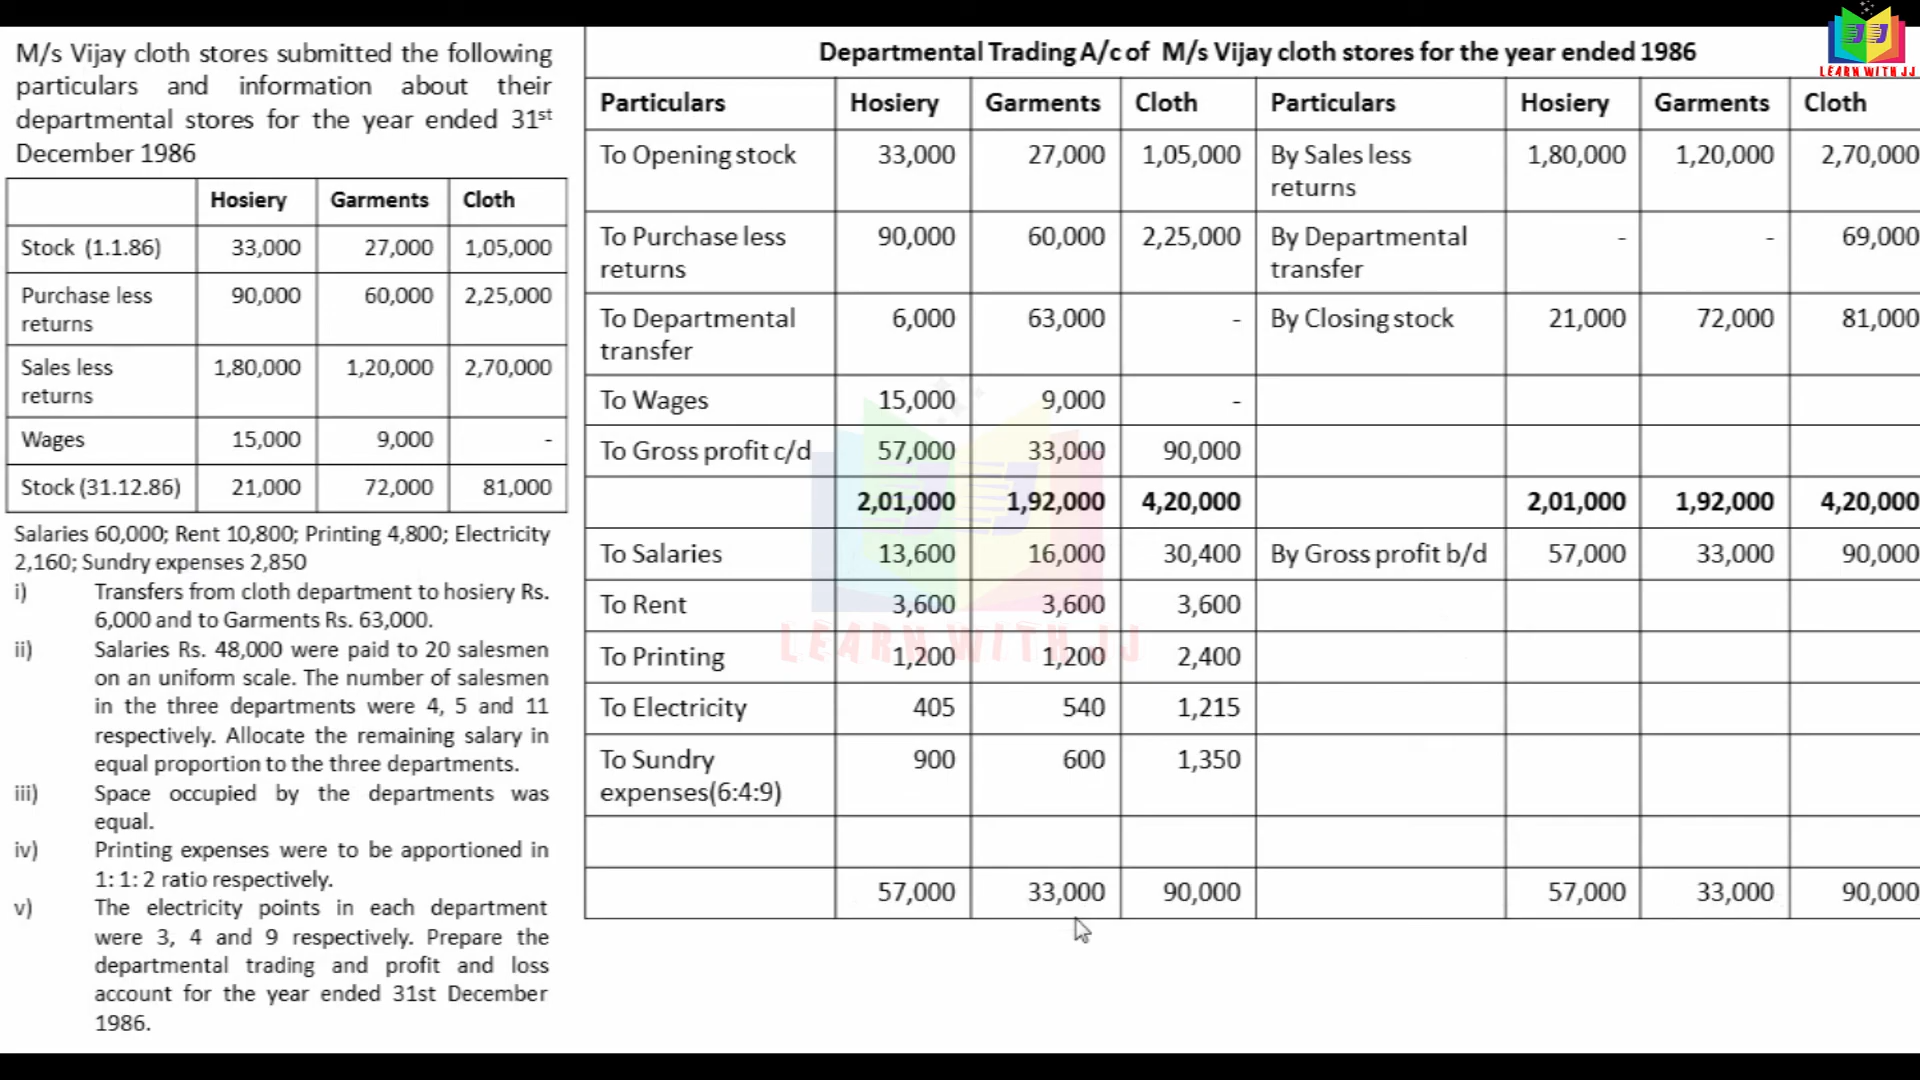 M/s Vijay cloth stores submitted the following
particulars and information about their
departmental stores for the year ended 31st
December 1986
Hosiery Garments Cloth
Stock (1.1.86) 33,000 27,000 1,05,000
Purchase less returns 90,000 60,000 2,25,000
Sales less returns 1,80,000 1,20,000 2,70,000
Wages 15,000 9,000 -
Stock (31.12.86) 21,000 72,000 81,000
Salaries 60,000; Rent 10,800; Printing 4,800; Electricity
2,160; Sundry expenses 2,850
i) Transfers from cloth department to hosiery Rs.
6,000 and to Garments Rs. 63,000.
ii) Salaries Rs. 48,000 were paid to 20 salesmen
on an uniform scale. The number of salesmen
in the three departments were 4, 5 and 11
respectively. Allocate the remaining salary in
equal proportion to the three departments.
iii) Space occupied by the departments was
equal.
iv) Printing expenses were to be apportioned in
1: 1: 2 ratio respectively.
v) The electricity points in each department
were 3, 4 and 9 respectively. Prepare the
departmental trading and profit and loss
account for the year ended 31st December
1986.
Departmental Trading A/c of M/s Vijay cloth stores for the year ended 1986
Particulars Hosiery Garments Cloth Particulars Hosiery Garments Cloth
To Opening stock 33,000 27,000 1,05,000 By Sales less returns 1,80,000 1,20,000 2,70,000
To Purchase less returns 90,000 60,000 2,25,000 By Departmental transfer - - 69,000
To Departmental transfer 6,000 63,000 - By Closing stock 21,000 72,000 81,000
To Wages 15,000 9,000 -
To Gross profit c/d 57,000 33,000 90,000
2,01,000 1,92,000 4,20,000 2,01,000 1,92,000 4,20,000
To Salaries 13,600 16,000 30,400 By Gross profit b/d 57,000 33,000 90,000
To Rent 3,600 3,600 3,600
To Printing 1,200 1,200 2,400
To Electricity 405 540 1,215
To Sundry expenses(6:4:9) 900 600 1,350
57,000 33,000 90,000 57,000 33,000 90,000
LEARN WITH JJ
LEARN WITH JJ